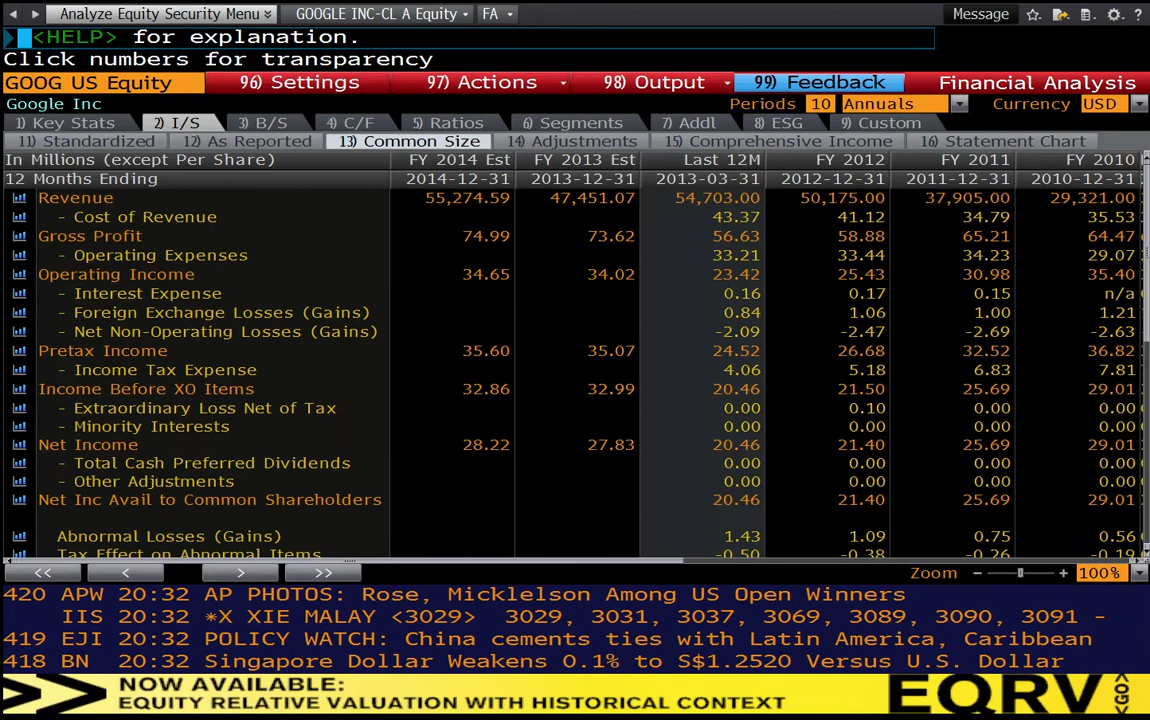 Analyze Equity Security Menu GOOGLE INC-CL A Equity FA Message ?
<HELP> for explanation.
Click numbers for transparency
GOOG US Equity 96) Settings 97) Actions 98) Output 99) Feedback Financial Analysis
Google Inc Periods 10 Annuals Currency USD
1) Key Stats 2) I/S 3) B/S 4) C/F 5) Ratios 6) Segments 7) Addl 8) ESG 9) Custom
11) Standardized 12) As Reported 13) Common Size 14) Adjustments 15) Comprehensive Income 16) Statement Chart
In Millions (except Per Share) FY 2014 Est FY 2013 Est Last 12M FY 2012 FY 2011 FY 2010
12 Months Ending 2014-12-31 2013-12-31 2013-03-31 2012-12-31 2011-12-31 2010-12-31
Revenue 55,274.59 47,451.07 54,703.00 50,175.00 37,905.00 29,321.00
- Cost of Revenue 43.37 41.12 34.79 35.53
Gross Profit 74.99 73.62 56.63 58.88 65.21 64.47
- Operating Expenses 33.21 33.44 34.23 29.07
Operating Income 34.65 34.02 23.42 25.43 30.98 35.40
- Interest Expense 0.16 0.17 0.15 n/a
- Foreign Exchange Losses (Gains) 0.84 1.06 1.00 1.21
- Net Non-Operating Losses (Gains) -2.09 -2.47 -2.69 -2.63
Pretax Income 35.60 35.07 24.52 26.68 32.52 36.82
- Income Tax Expense 4.06 5.18 6.83 7.81
Income Before XO Items 32.86 32.99 20.46 21.50 25.69 29.01
- Extraordinary Loss Net of Tax 0.00 0.10 0.00 0.00
- Minority Interests 0.00 0.00 0.00 0.00
Net Income 28.22 27.83 20.46 21.40 25.69 29.01
- Total Cash Preferred Dividends 0.00 0.00 0.00 0.00
- Other Adjustments 0.00 0.00 0.00 0.00
Net Inc Avail to Common Shareholders 20.46 21.40 25.69 29.01
Abnormal Losses (Gains) 1.43 1.09 0.75 0.56
Tax Effect on Abnormal Items -0.50 -0.38 -0.26 -0.19
<< < > >> Zoom - + 100%
420 APW 20:32 AP PHOTOS: Rose, Micklelson Among US Open Winners
IIS 20:32 *X XIE MALAY <3029> 3029, 3031, 3037, 3069, 3089, 3090, 3091 -
419 EJI 20:32 POLICY WATCH: China cements ties with Latin America, Caribbean
418 BN 20:32 Singapore Dollar Weakens 0.1% to S$1.2520 Versus U.S. Dollar
NOW AVAILABLE:
EQUITY RELATIVE VALUATION WITH HISTORICAL CONTEXT
EQRV <GO>